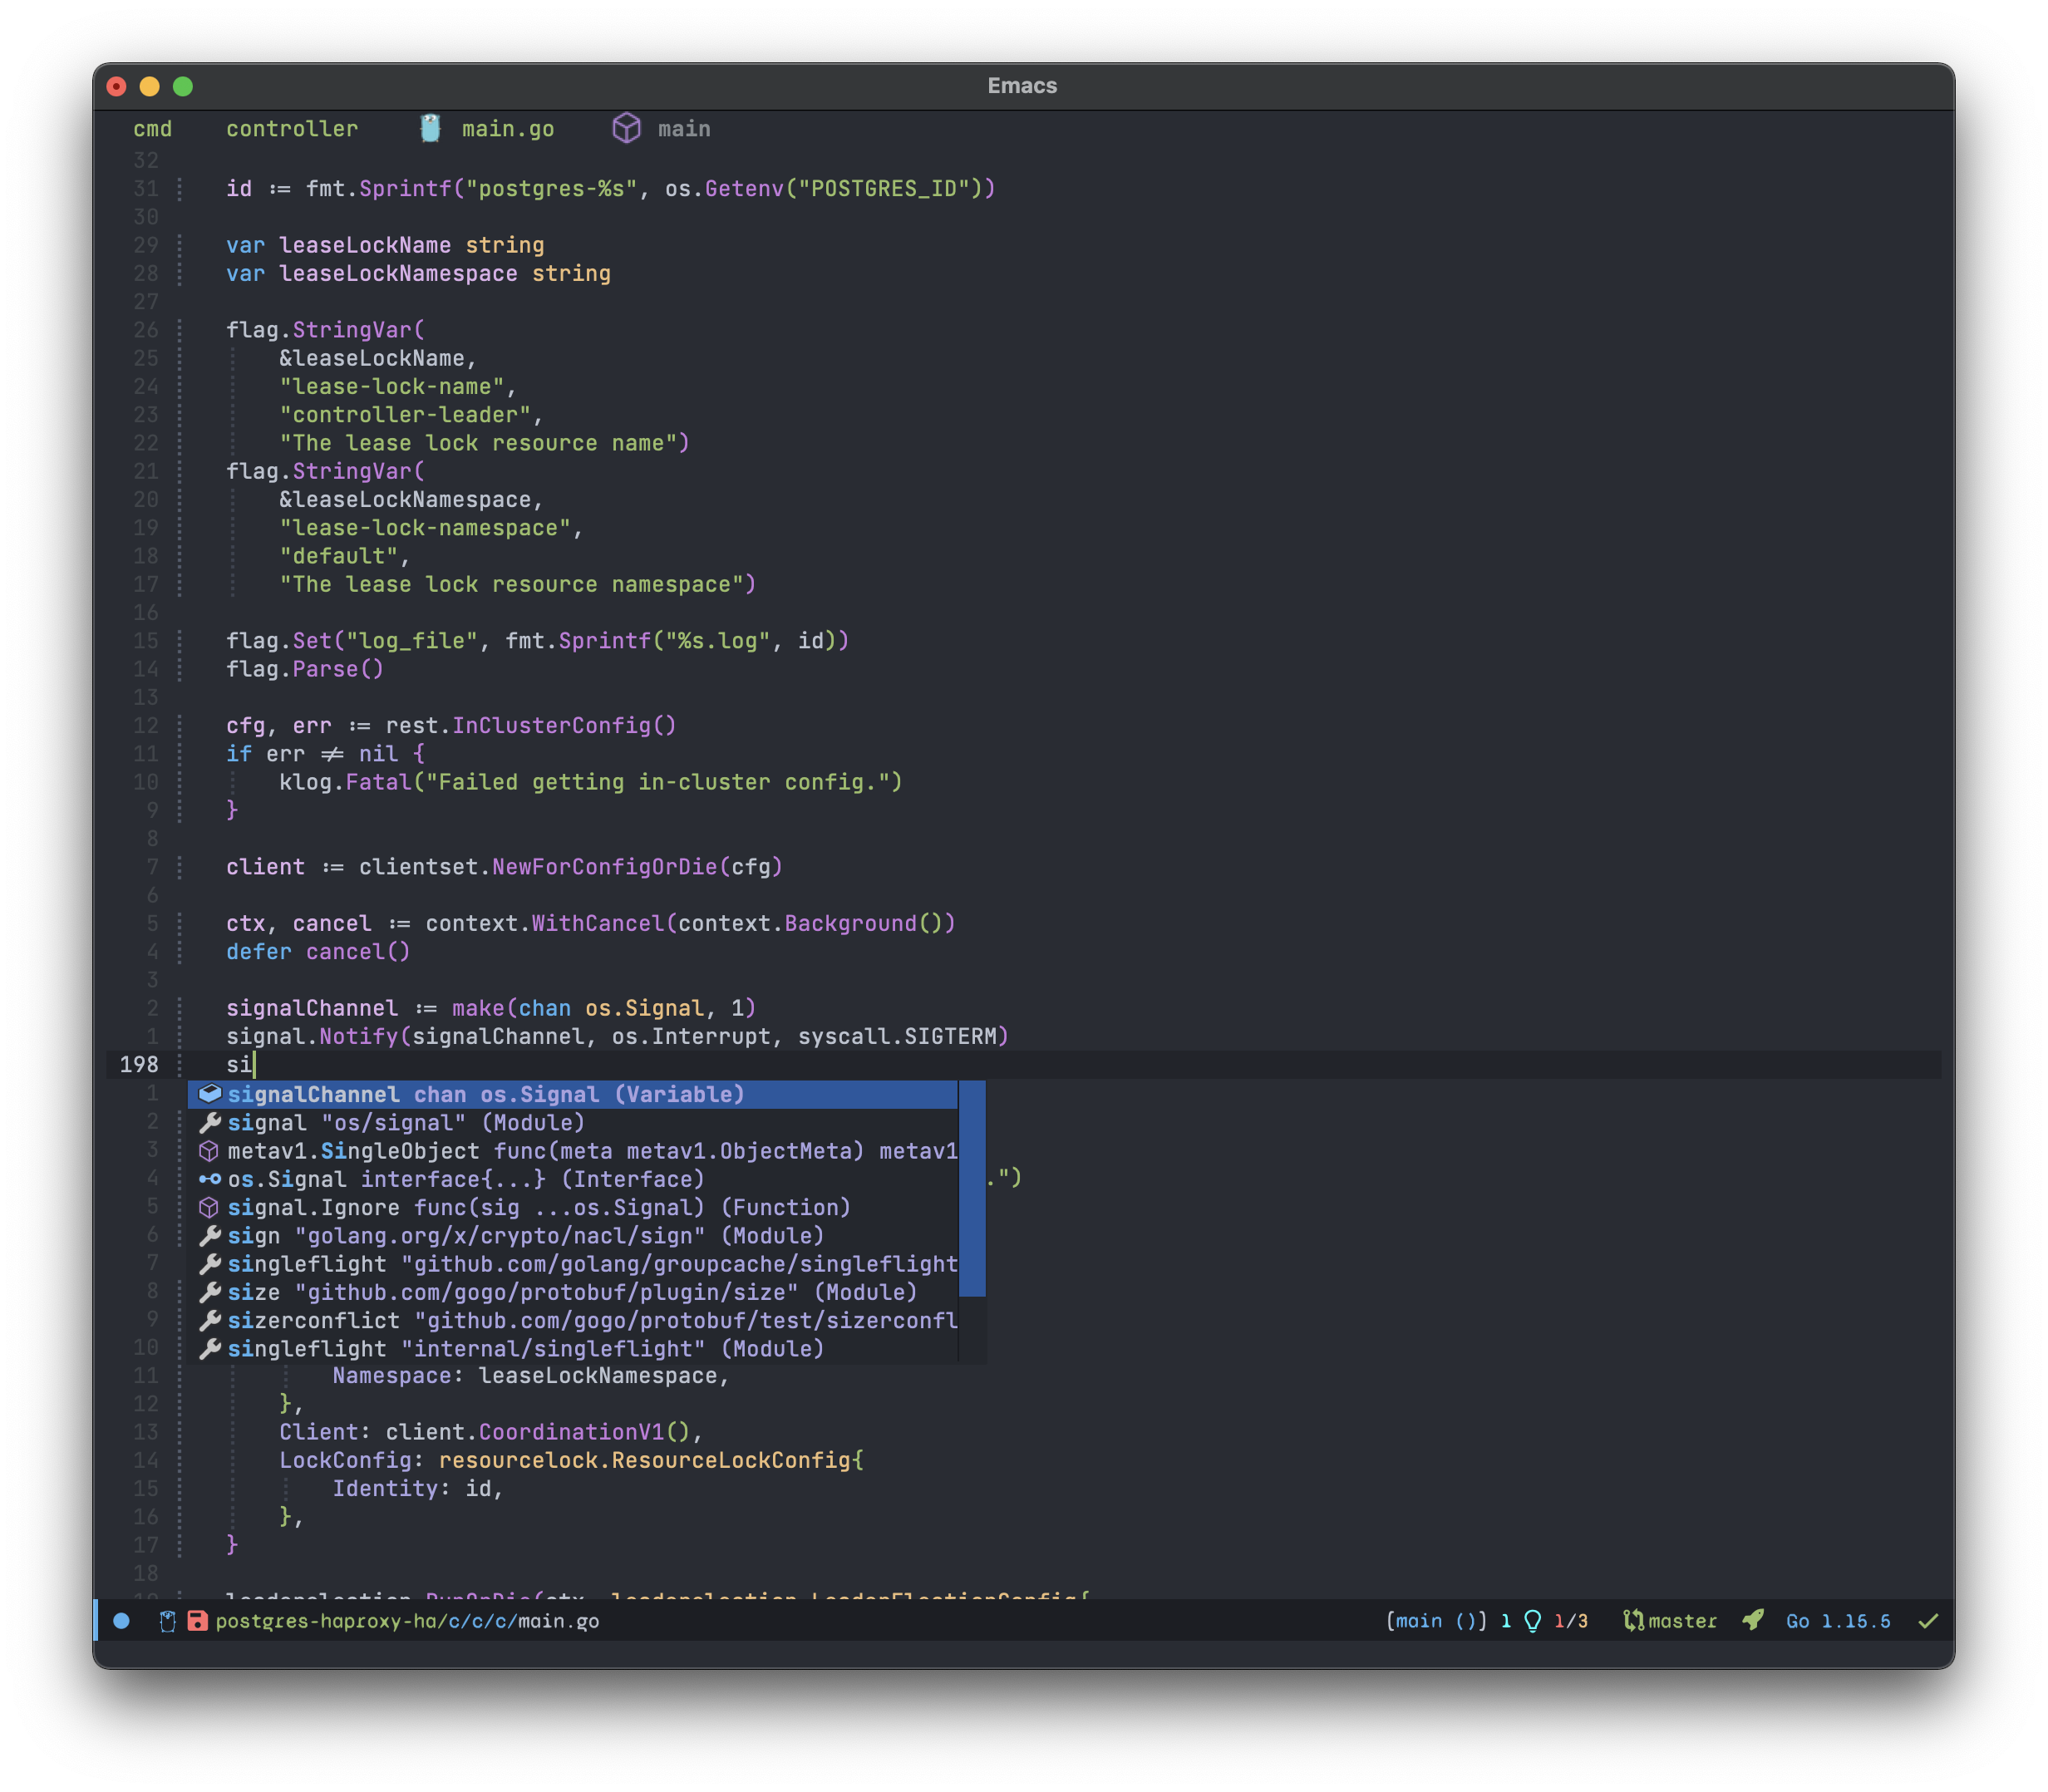 Emacs
cmd controller main.go main
32
31 id := fmt.Sprintf("postgres-%s", os.Getenv("POSTGRES_ID"))
30
29 var leaseLockName string
28 var leaseLockNamespace string
27
26 flag.StringVar(
25 &leaseLockName,
24 "lease-lock-name",
23 "controller-leader",
22 "The lease lock resource name")
21 flag.StringVar(
20 &leaseLockNamespace,
19 "lease-lock-namespace",
18 "default",
17 "The lease lock resource namespace")
16
15 flag.Set("log_file", fmt.Sprintf("%s.log", id))
14 flag.Parse()
13
12 cfg, err := rest.InClusterConfig()
11 if err != nil {
10 klog.Fatal("Failed getting in-cluster config.")
9 }
8
7 client := clientset.NewForConfigOrDie(cfg)
6
5 ctx, cancel := context.WithCancel(context.Background())
4 defer cancel()
3
2 signalChannel := make(chan os.Signal, 1)
1 signal.Notify(signalChannel, os.Interrupt, syscall.SIGTERM)
198 si
1 signalChannel chan os.Signal (Variable)
2 signal "os/signal" (Module)
3 metav1.SingleObject func(meta metav1.ObjectMeta) metav1
4 os.Signal interface{...} (Interface) .")
5 signal.Ignore func(sig ...os.Signal) (Function)
6 sign "golang.org/x/crypto/nacl/sign" (Module)
7 singleflight "github.com/golang/groupcache/singleflight
8 size "github.com/gogo/protobuf/plugin/size" (Module)
9 sizerconflict "github.com/gogo/protobuf/test/sizerconfl
10 singleflight "internal/singleflight" (Module)
11 Namespace: leaseLockNamespace,
12 },
13 Client: client.CoordinationV1(),
14 LockConfig: resourcelock.ResourceLockConfig{
15 Identity: id,
16 },
17 }
18
19 leaderelection.RunOrDie(ctx, leaderelection.LeaderElectionConfig{
postgres-haproxy-ha/c/c/c/main.go [main ()] 1 1/3 master Go 1.15.5